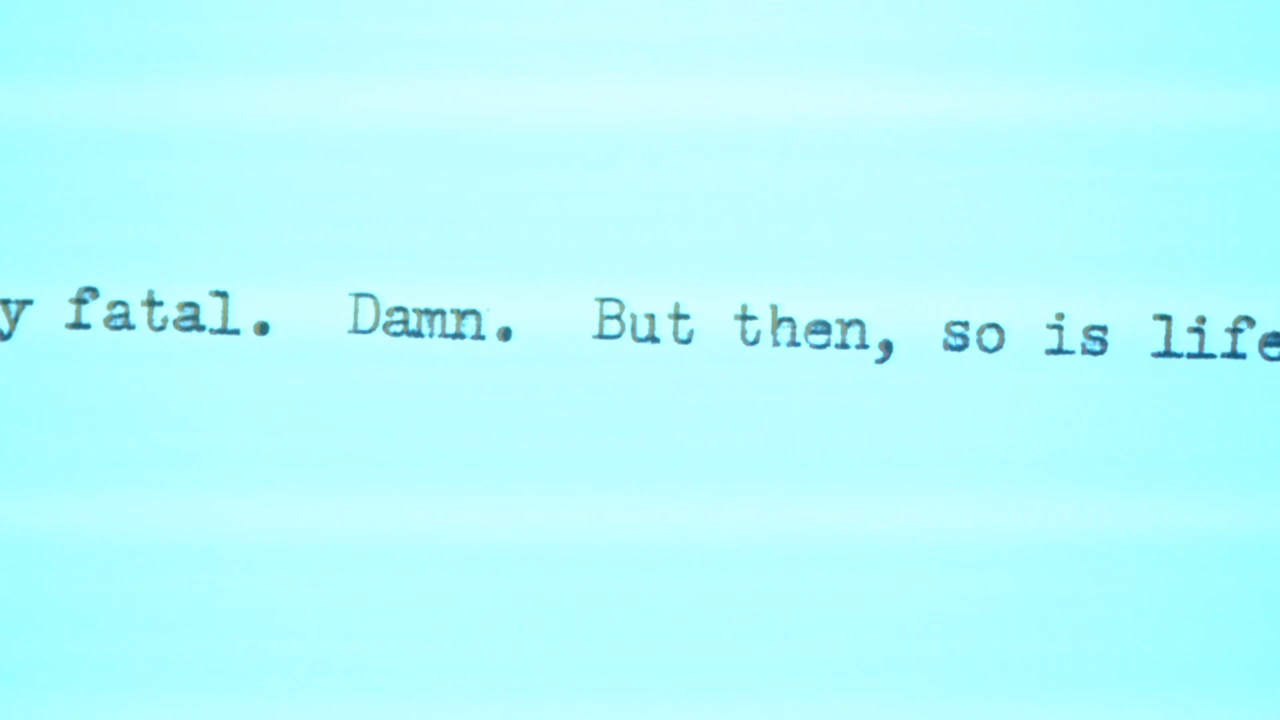 y fatal.  Damn.  But then, so is life